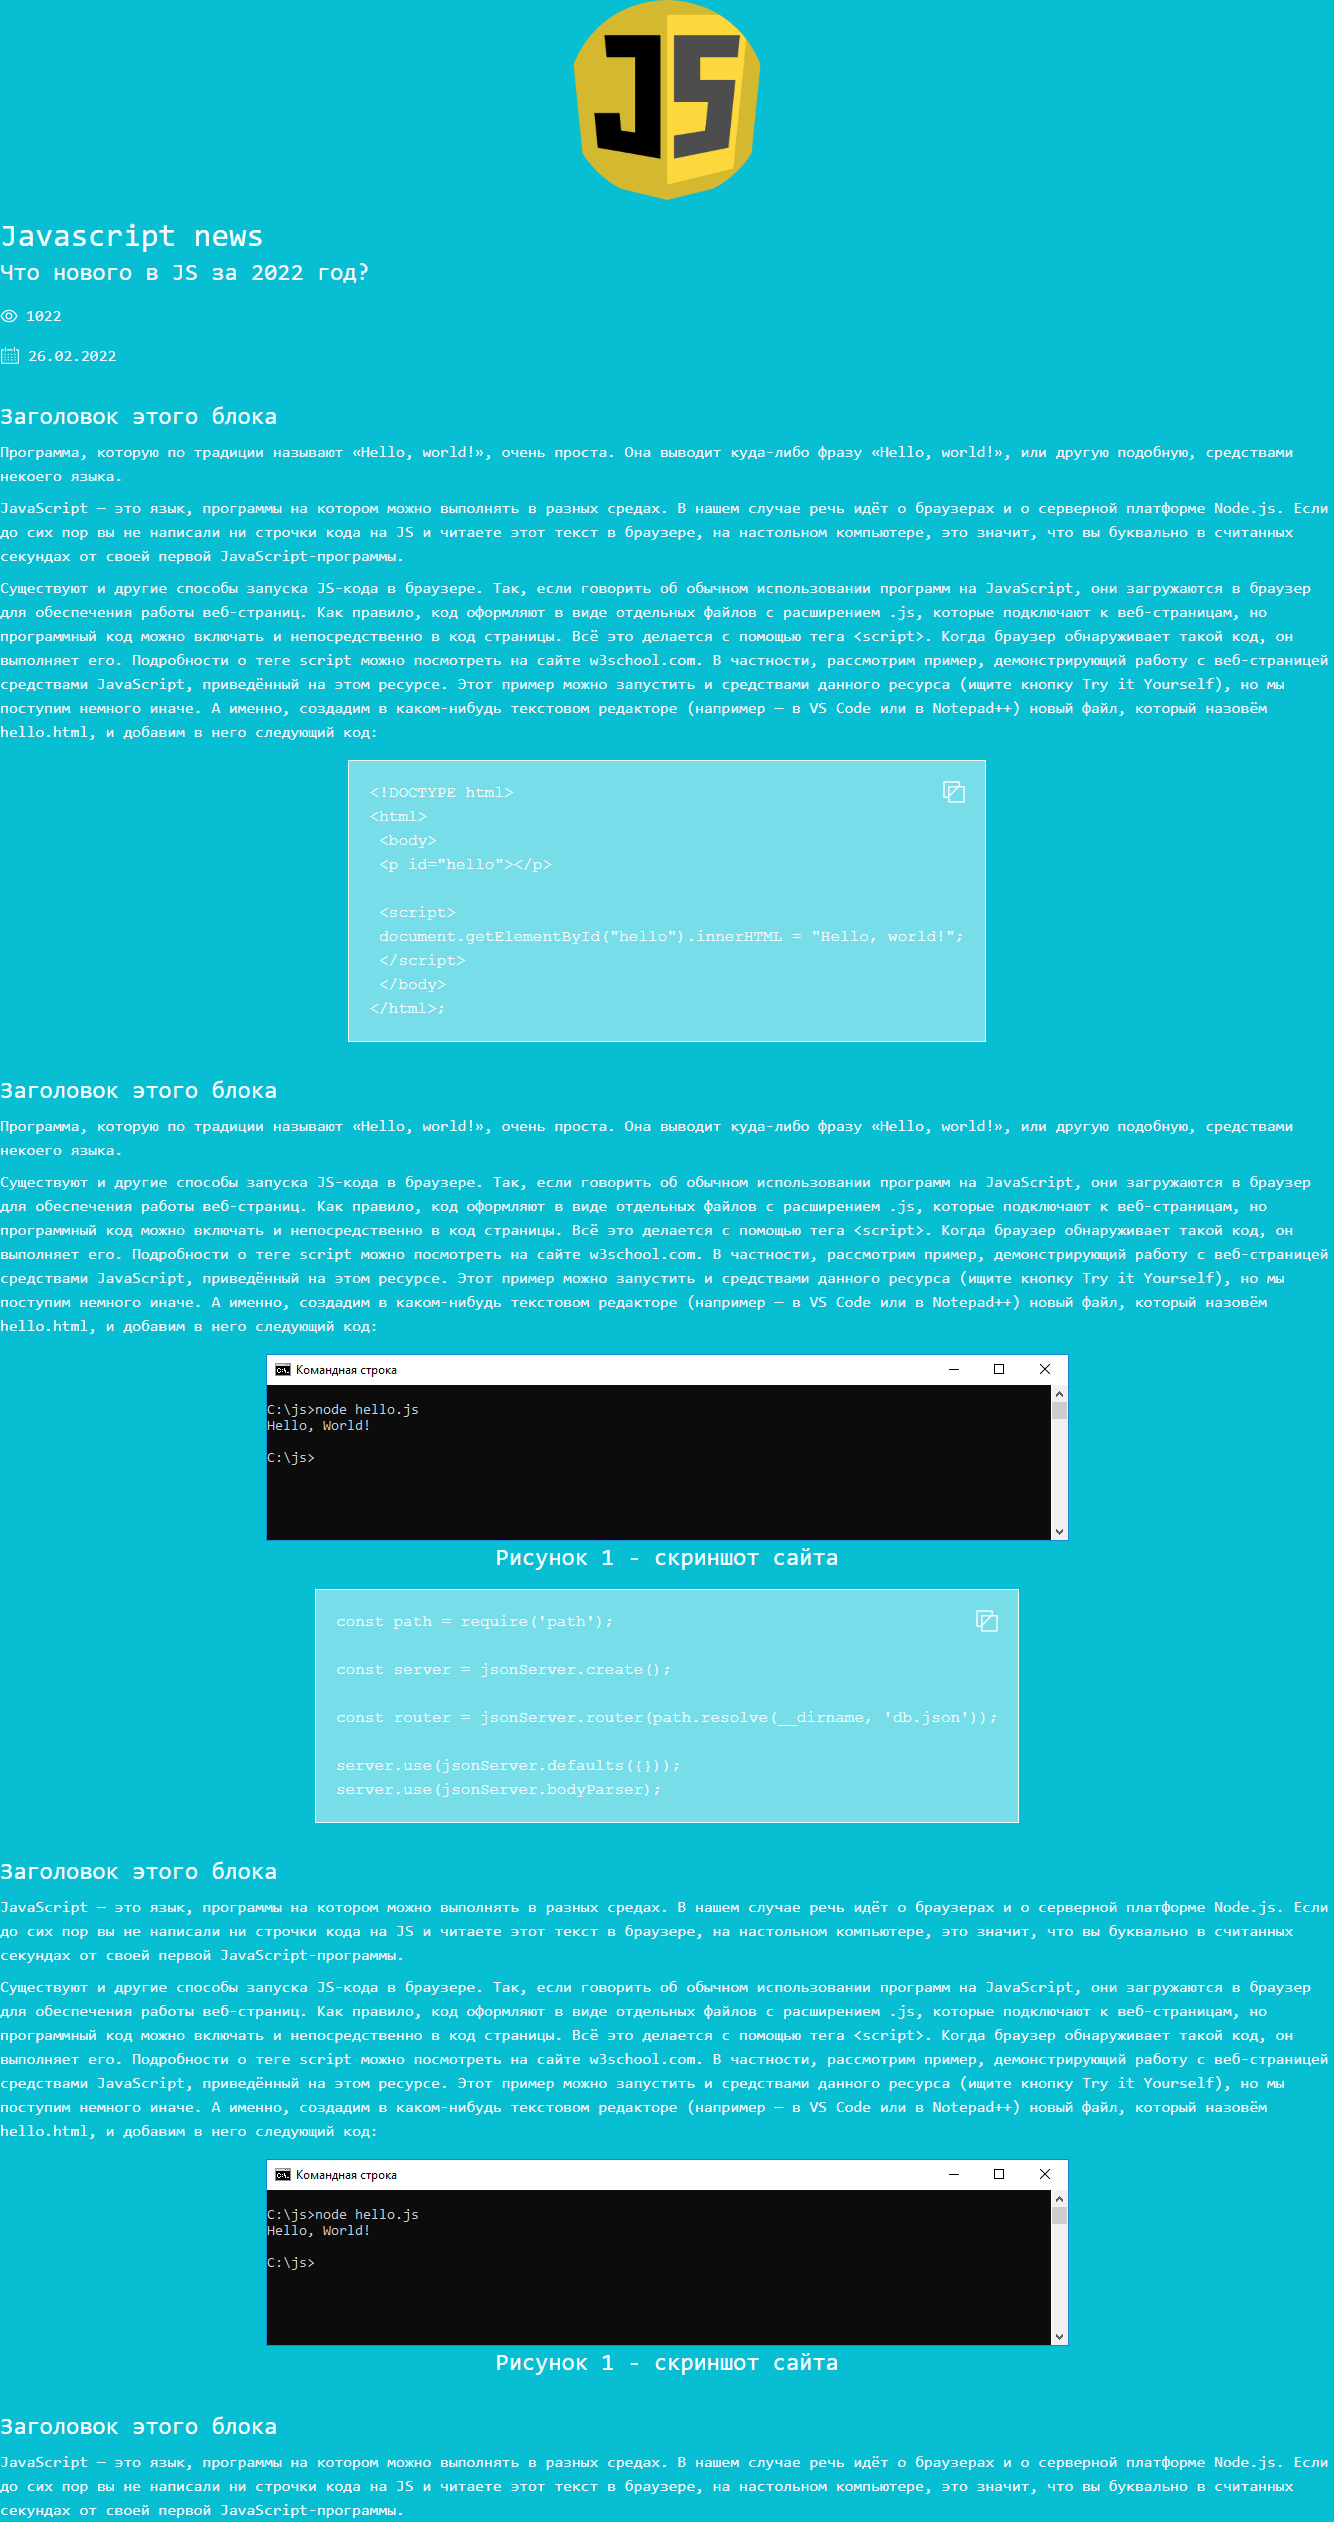 JS
Javascript news
Что нового в JS за 2022 год?
1022
26.02.2022
Заголовок этого блока
Программа, которую по традиции называют «Hello, world!», очень проста. Она выводит куда-либо фразу «Hello, world!», или другую подобную, средствами
некоего языка.
JavaScript — это язык, программы на котором можно выполнять в разных средах. В нашем случае речь идёт о браузерах и о серверной платформе Node.js. Если
до сих пор вы не написали ни строчки кода на JS и читаете этот текст в браузере, на настольном компьютере, это значит, что вы буквально в считанных
секундах от своей первой JavaScript-программы.
Существуют и другие способы запуска JS-кода в браузере. Так, если говорить об обычном использовании программ на JavaScript, они загружаются в браузер
для обеспечения работы веб-страниц. Как правило, код оформляют в виде отдельных файлов с расширением .js, которые подключают к веб-страницам, но
программный код можно включать и непосредственно в код страницы. Всё это делается с помощью тега <script>. Когда браузер обнаруживает такой код, он
выполняет его. Подробности о теге script можно посмотреть на сайте w3school.com. В частности, рассмотрим пример, демонстрирующий работу с веб-страницей
средствами JavaScript, приведённый на этом ресурсе. Этот пример можно запустить и средствами данного ресурса (ищите кнопку Try it Yourself), но мы
поступим немного иначе. А именно, создадим в каком-нибудь текстовом редакторе (например — в VS Code или в Notepad++) новый файл, который назовём
hello.html, и добавим в него следующий код:
<!DOCTYPE html>
<html>
<body>
<p id="hello"></p>
<script>
document.getElementById("hello").innerHTML = "Hello, world!";
</script>
</body>
</html>;
Заголовок этого блока
Программа, которую по традиции называют «Hello, world!», очень проста. Она выводит куда-либо фразу «Hello, world!», или другую подобную, средствами
некоего языка.
Существуют и другие способы запуска JS-кода в браузере. Так, если говорить об обычном использовании программ на JavaScript, они загружаются в браузер
для обеспечения работы веб-страниц. Как правило, код оформляют в виде отдельных файлов с расширением .js, которые подключают к веб-страницам, но
программный код можно включать и непосредственно в код страницы. Всё это делается с помощью тега <script>. Когда браузер обнаруживает такой код, он
выполняет его. Подробности о теге script можно посмотреть на сайте w3school.com. В частности, рассмотрим пример, демонстрирующий работу с веб-страницей
средствами JavaScript, приведённый на этом ресурсе. Этот пример можно запустить и средствами данного ресурса (ищите кнопку Try it Yourself), но мы
поступим немного иначе. А именно, создадим в каком-нибудь текстовом редакторе (например — в VS Code или в Notepad++) новый файл, который назовём
hello.html, и добавим в него следующий код:
Командная строка
C:\js>node hello.js
Hello, World!
C:\js>
Рисунок 1 - скриншот сайта
const path = require('path');
const server = jsonServer.create();
const router = jsonServer.router(path.resolve(__dirname, 'db.json'));
server.use(jsonServer.defaults({}));
server.use(jsonServer.bodyParser);
Заголовок этого блока
JavaScript — это язык, программы на котором можно выполнять в разных средах. В нашем случае речь идёт о браузерах и о серверной платформе Node.js. Если
до сих пор вы не написали ни строчки кода на JS и читаете этот текст в браузере, на настольном компьютере, это значит, что вы буквально в считанных
секундах от своей первой JavaScript-программы.
Существуют и другие способы запуска JS-кода в браузере. Так, если говорить об обычном использовании программ на JavaScript, они загружаются в браузер
для обеспечения работы веб-страниц. Как правило, код оформляют в виде отдельных файлов с расширением .js, которые подключают к веб-страницам, но
программный код можно включать и непосредственно в код страницы. Всё это делается с помощью тега <script>. Когда браузер обнаруживает такой код, он
выполняет его. Подробности о теге script можно посмотреть на сайте w3school.com. В частности, рассмотрим пример, демонстрирующий работу с веб-страницей
средствами JavaScript, приведённый на этом ресурсе. Этот пример можно запустить и средствами данного ресурса (ищите кнопку Try it Yourself), но мы
поступим немного иначе. А именно, создадим в каком-нибудь текстовом редакторе (например — в VS Code или в Notepad++) новый файл, который назовём
hello.html, и добавим в него следующий код:
Командная строка
C:\js>node hello.js
Hello, World!
C:\js>
Рисунок 1 - скриншот сайта
Заголовок этого блока
JavaScript — это язык, программы на котором можно выполнять в разных средах. В нашем случае речь идёт о браузерах и о серверной платформе Node.js. Если
до сих пор вы не написали ни строчки кода на JS и читаете этот текст в браузере, на настольном компьютере, это значит, что вы буквально в считанных
секундах от своей первой JavaScript-программы.